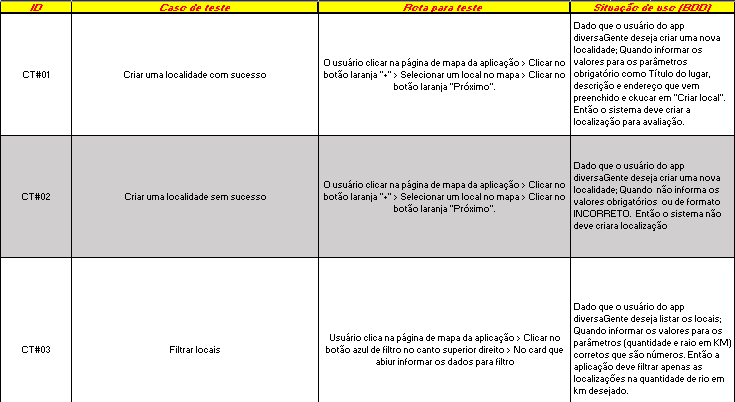 ID
Caso de teste
Rota para teste
Situação de uso (BDD)
CT#01
Criar uma localidade com sucesso
O usuário clicar na página de mapa da aplicação > Clicar no
botão laranja "+" > Selecionar um local no mapa > Clicar no
botão laranja "Próximo".
Dado que o usuário do app
diversaGente deseja criar uma nova
localidade; Quando informar os
valores para os parâmetros
obrigatório como Título do lugar,
descrição e endereço que vem
preenchido e ckucar em "Criar local".
Então o sistema deve criar a
localização para avaliação.
CT#02
Criar uma localidade sem sucesso
O usuário clicar na página de mapa da aplicação > Clicar no
botão laranja "+" > Selecionar um local no mapa > Clicar no
botão laranja "Próximo".
Dado que o usuário do app
diversaGente deseja criar uma nova
localidade; Quando não informa os
valores obrigatórios ou de formato
INCORRETO. Então o sistema não
deve criara localização
CT#03
Filtrar locais
Usuário clica na página de mapa da aplicação > Clicar no
botão azul de filtro no canto superior direito > No card que
abiur informar os dados para filtro
Dado que o usuário do app
diversaGente deseja listar os locais;
Quando informar os valores para os
parâmetros (quantidade e raio em KM)
corretos que são números. Então a
aplicação deve filtrar apenas as
localizações na quantidade de rio em
km desejado.